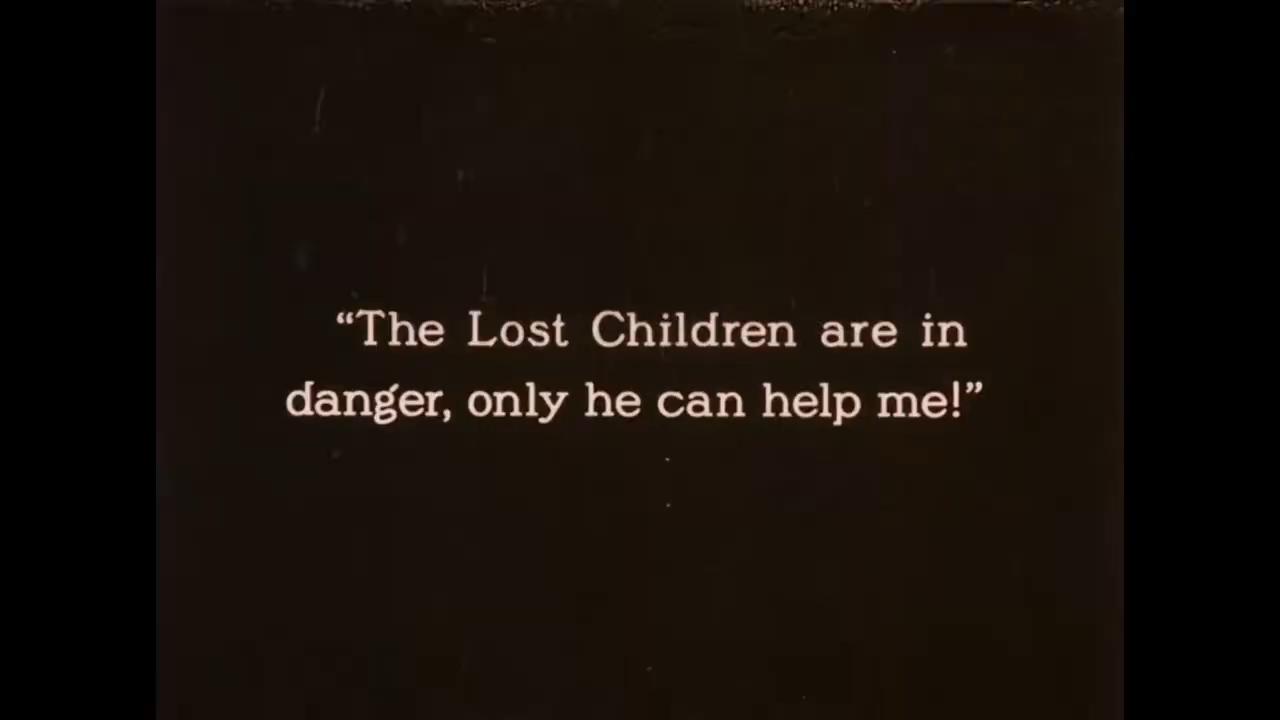 “The Lost Children are in
danger, only he can help me!”